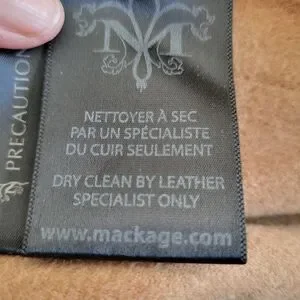 M
PRECAUTION
NETTOYER À SEC
PAR UN SPÉCIALISTE
DU CUIR SEULEMENT
DRY CLEAN BY LEATHER
SPECIALIST ONLY
www.mackage.com